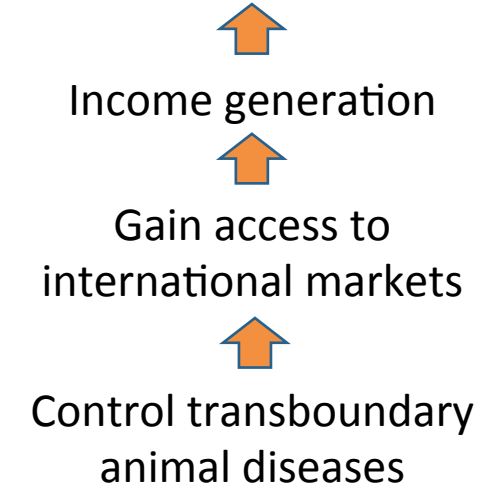 Income generation
Gain access to
international markets
Control transboundary
animal diseases